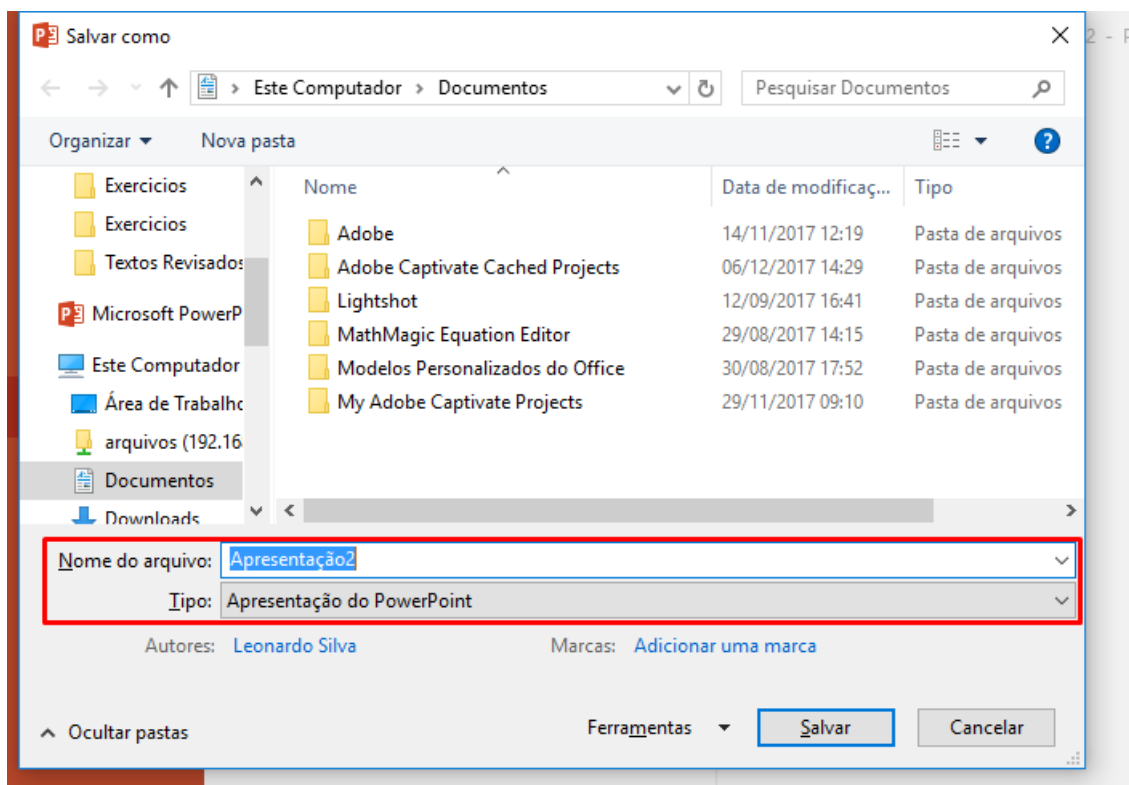 Salvar como
2 - P
Este Computador > Documentos
Pesquisar Documentos
Organizar
Nova pasta
Exercicios
Exercicios
Textos Revisados
Microsoft PowerP
Este Computador
Área de Trabalho
arquivos (192.16
Documentos
Downloads
Nome Data de modificaç... Tipo
Adobe 14/11/2017 12:19 Pasta de arquivos
Adobe Captivate Cached Projects 06/12/2017 14:29 Pasta de arquivos
Lightshot 12/09/2017 16:41 Pasta de arquivos
MathMagic Equation Editor 29/08/2017 14:15 Pasta de arquivos
Modelos Personalizados do Office 30/08/2017 17:52 Pasta de arquivos
My Adobe Captivate Projects 29/11/2017 09:10 Pasta de arquivos
Nome do arquivo: Apresentação2
Tipo: Apresentação do PowerPoint
Autores: Leonardo Silva Marcas: Adicionar uma marca
Ocultar pastas Ferramentas Salvar Cancelar